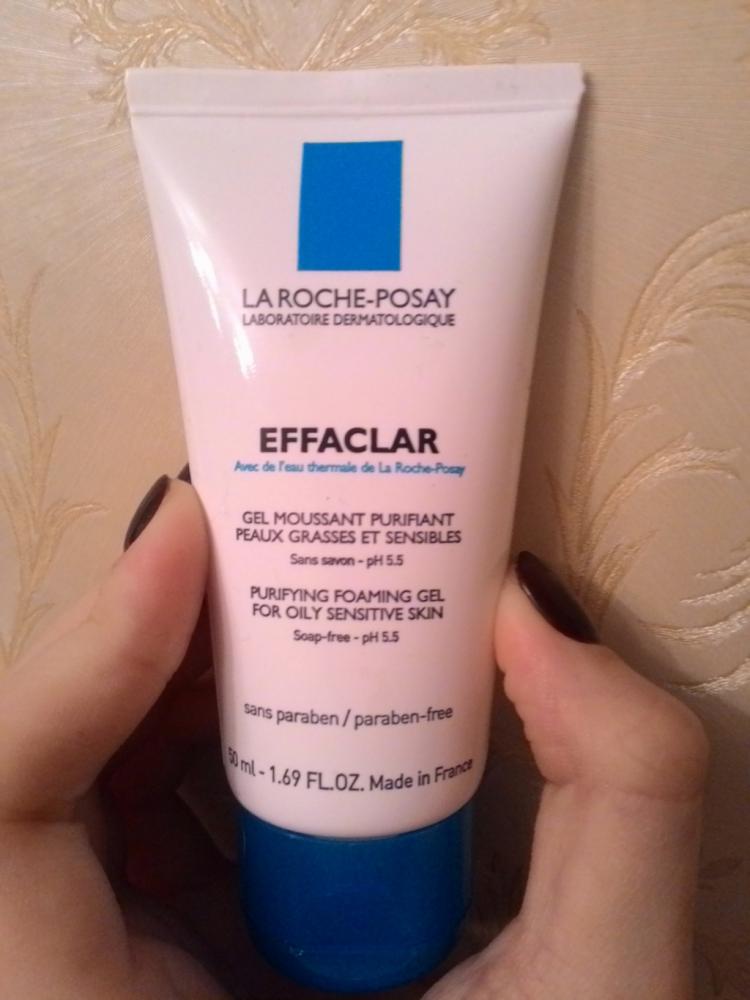 LA ROCHE-POSAY
LABORATOIRE DERMATOLOGIQUE
EFFACLAR
Avec de l'eau thermale de La Roche-Posay
GEL MOUSSANT PURIFIANT
PEAUX GRASSES ET SENSIBLES
Sans savon - pH 5.5
PURIFYING FOAMING GEL
FOR OILY SENSITIVE SKIN
Soap-free - pH 5.5
sans paraben / paraben-free
50 ml - 1.69 FL.OZ. Made in France